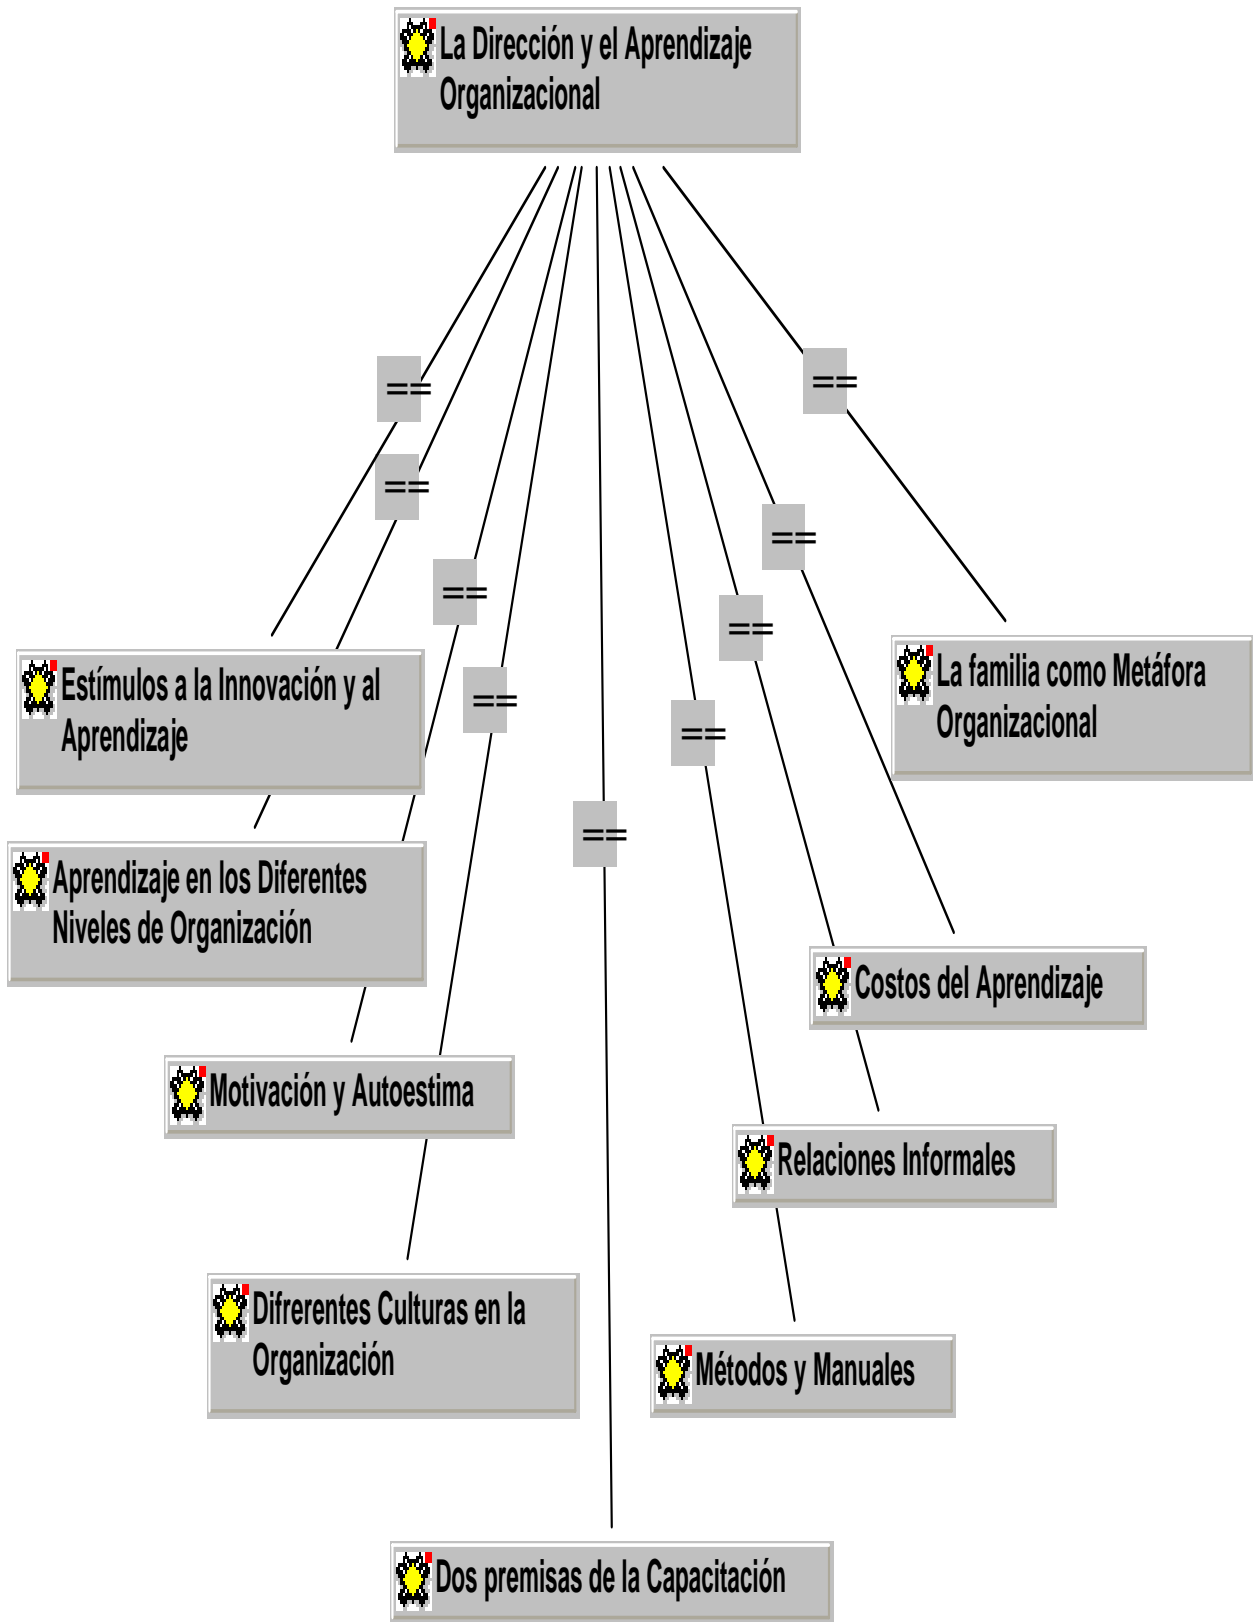 La Dirección y el Aprendizaje
Organizacional
==
==
==
==
==
==
==
==
==
Estímulos a la Innovación y al
Aprendizaje
La familia como Metáfora
Organizacional
Aprendizaje en los Diferentes
Niveles de Organización
Costos del Aprendizaje
Motivación y Autoestima
Relaciones Informales
Difrerentes Culturas en la
Organización
Métodos y Manuales
Dos premisas de la Capacitación